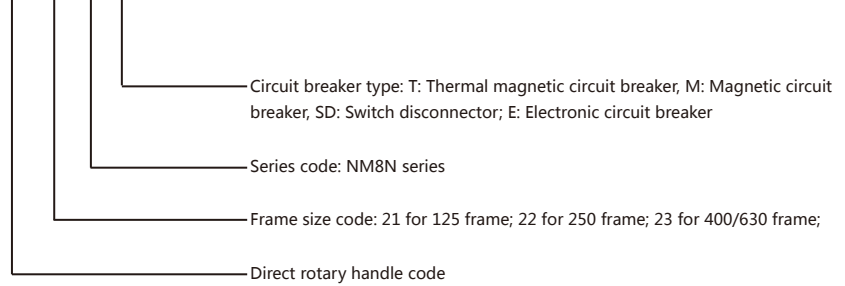 Circuit breaker type: T: Thermal magnetic circuit breaker, M: Magnetic circuit
breaker, SD: Switch disconnector; E: Electronic circuit breaker
Series code: NM8N series
Frame size code: 21 for 125 frame; 22 for 250 frame; 23 for 400/630 frame;
Direct rotary handle code